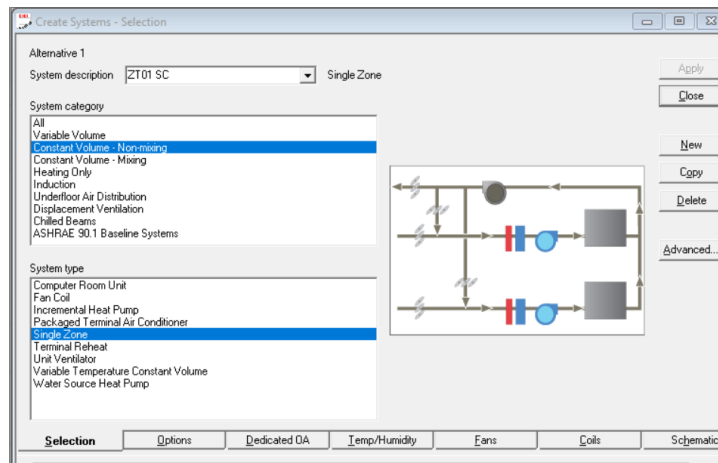 Create Systems - Selection
Alternative 1
System description ZT01 SC Single Zone
Apply
Close
System category
All
Variable Volume
Constant Volume - Non-mixing
Constant Volume - Mixing
Heating Only
Induction
Underfloor Air Distribution
Displacement Ventilation
Chilled Beams
ASHRAE 90.1 Baseline Systems
New
Copy
Delete
Advanced...
System type
Computer Room Unit
Fan Coil
Incremental Heat Pump
Packaged Terminal Air Conditioner
Single Zone
Terminal Reheat
Unit Ventilator
Variable Temperature Constant Volume
Water Source Heat Pump
Selection Options Dedicated OA Temp/Humidity Fans Coils Schematic